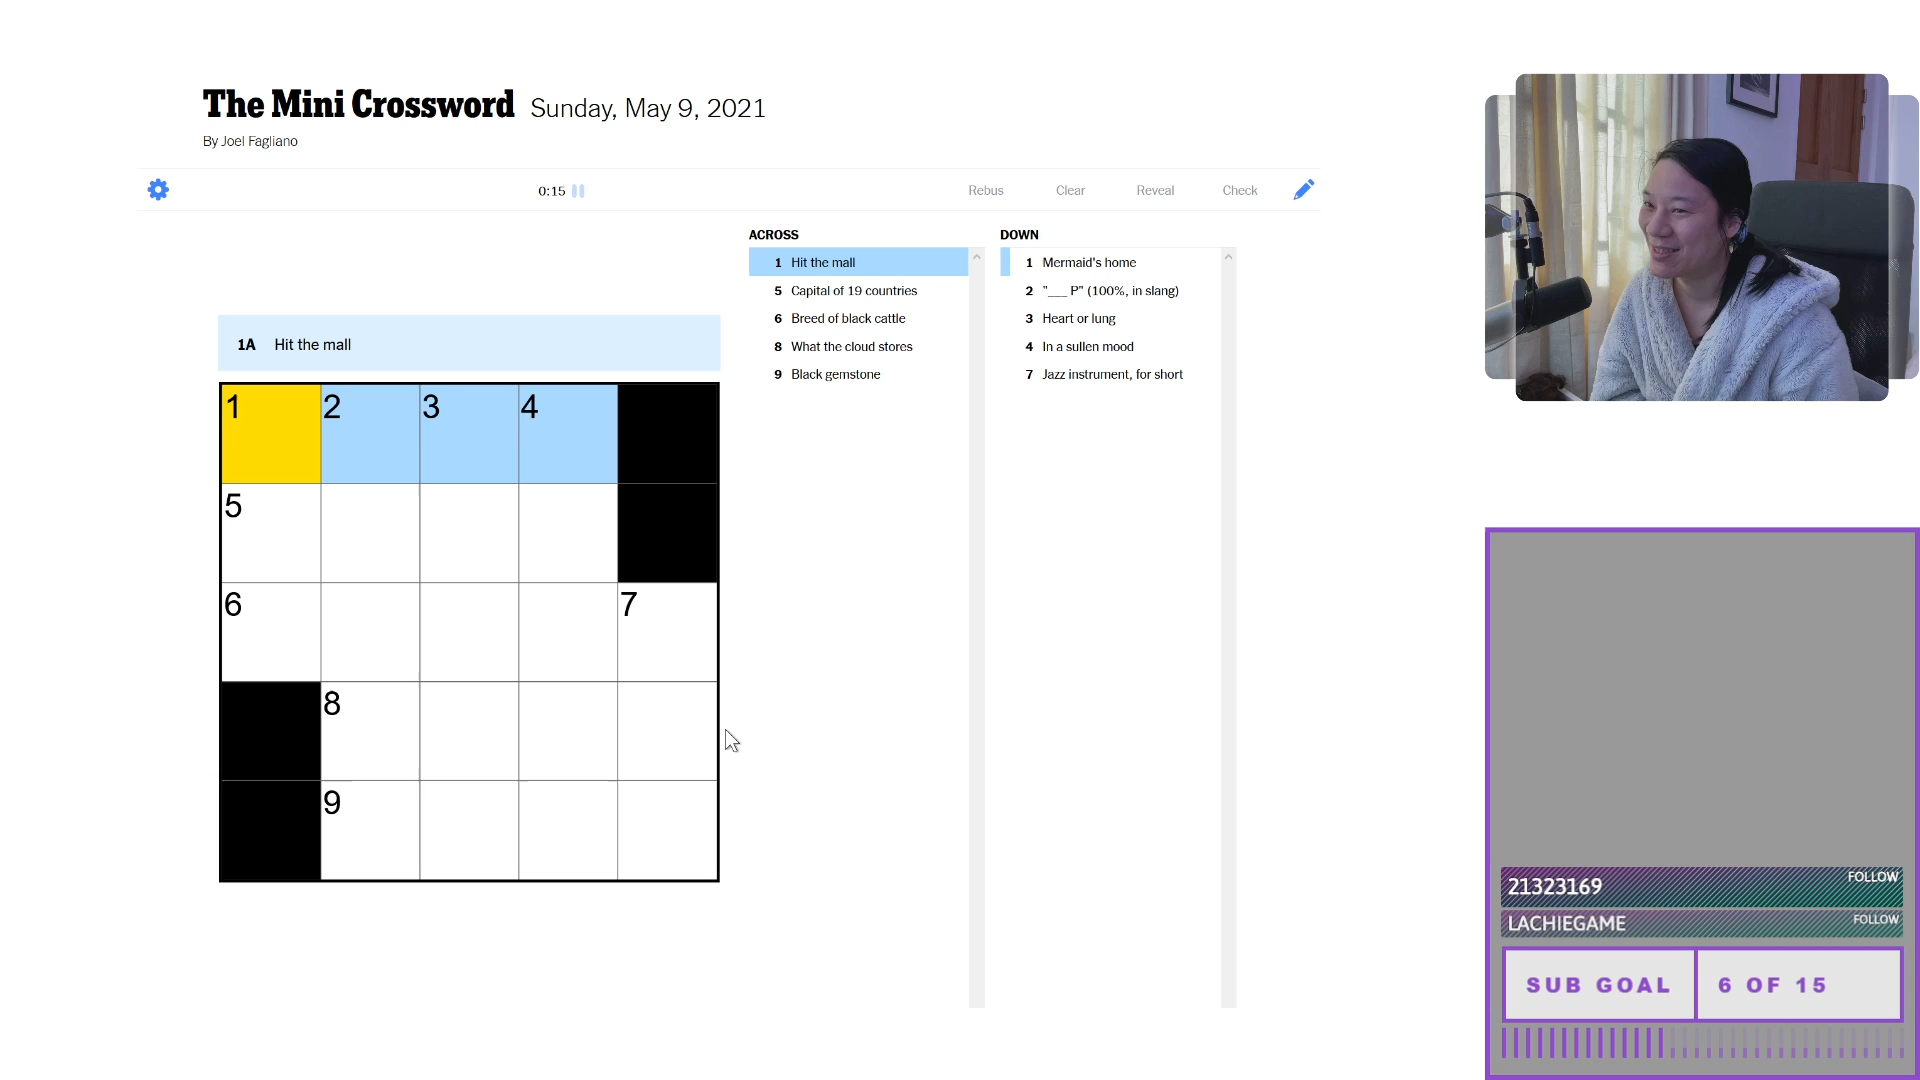 The Mini Crossword Sunday, May 9, 2021
By Joel Fagliano
0:15
Rebus Clear Reveal Check
ACROSS
1 Hit the mall
5 Capital of 19 countries
6 Breed of black cattle
8 What the cloud stores
9 Black gemstone
DOWN
1 Mermaid's home
2 "___ P" (100%, in slang)
3 Heart or lung
4 In a sullen mood
7 Jazz instrument, for short
1A Hit the mall
1 2 3 4
5
6 7
8
9
21323169 FOLLOW
LACHIEGAME FOLLOW
SUB GOAL 6 OF 15